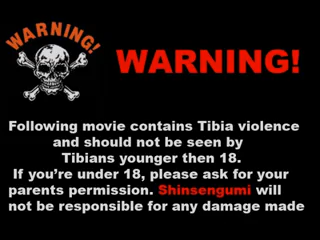 WARNING!
WARNING!
Following movie contains Tibia violence
and should not be seen by
Tibians younger then 18.
If you're under 18, please ask for your
parents permission. Shinsengumi will
not be responsible for any damage made